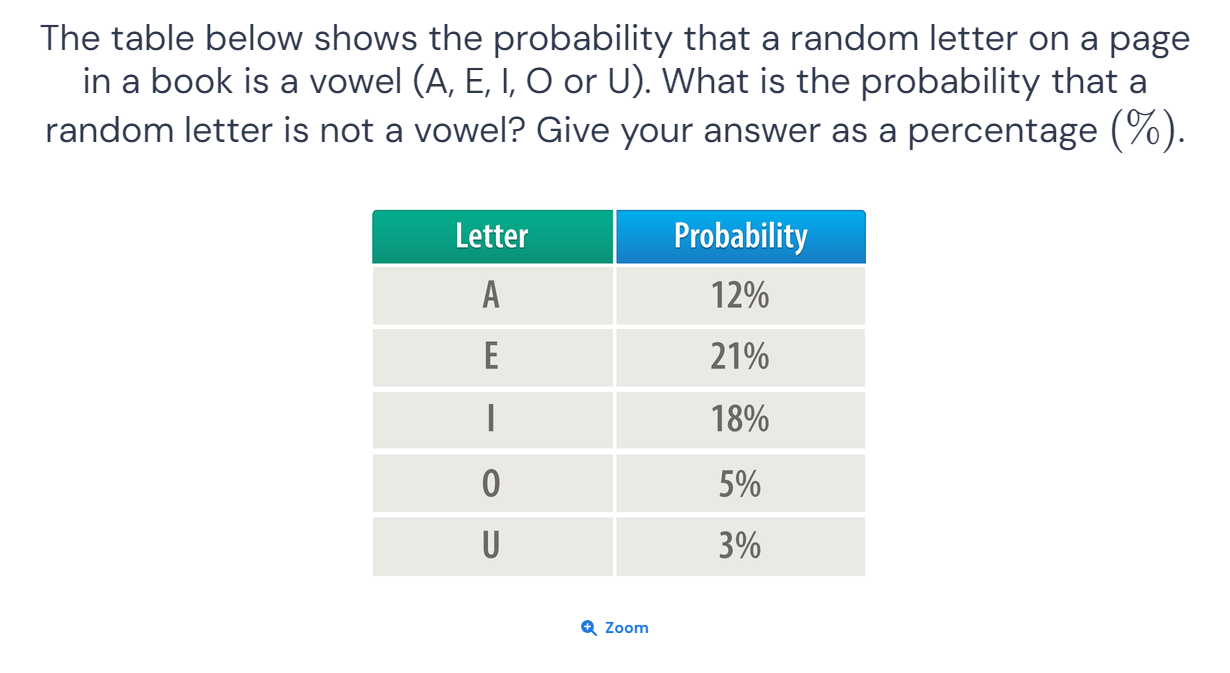 The table below shows the probability that a random letter on a page
in a book is a vowel (A, E, I, O or U). What is the probability that a
random letter is not a vowel? Give your answer as a percentage (%).
Letter Probability
A 12%
E 21%
I 18%
O 5%
U 3%
Zoom